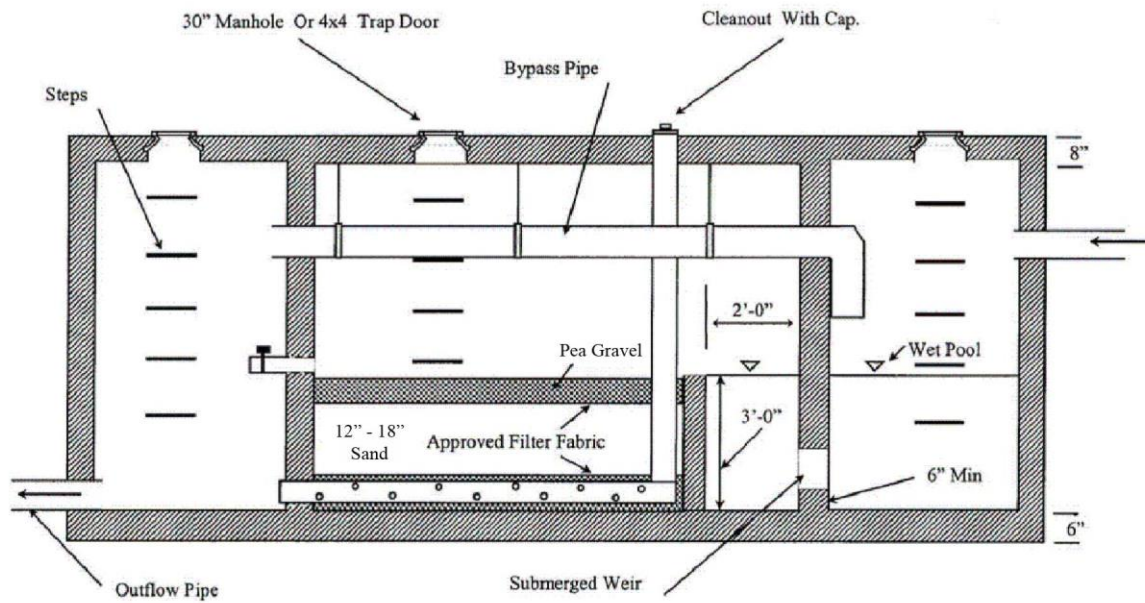 30” Manhole Or 4x4 Trap Door
Cleanout With Cap.
Bypass Pipe
Steps
8”
2’-0”
Wet Pool
Pea Gravel
3’-0”
12” - 18”
Sand
Approved Filter Fabric
6” Min
6”
Outflow Pipe
Submerged Weir